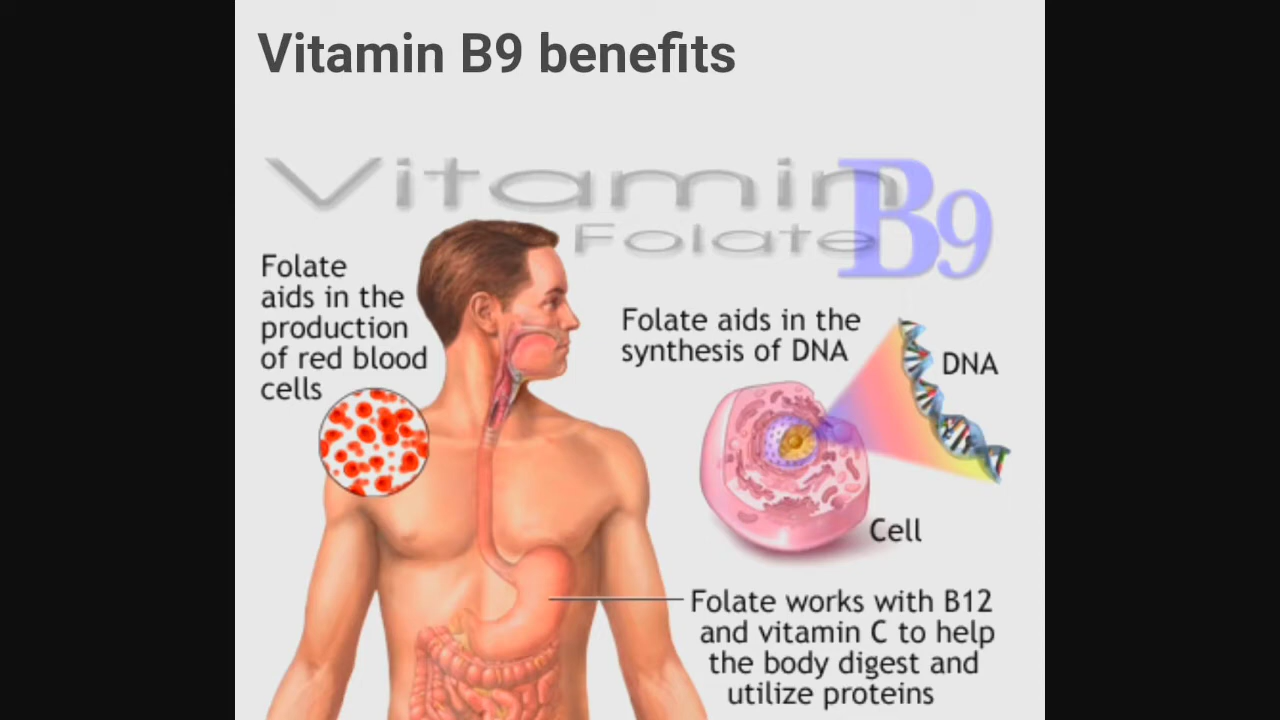 Vitamin B9 benefits
Vitamin B9
Folate
Folate
aids in the
production
of red blood
cells
Folate aids in the
synthesis of DNA
DNA
Cell
Folate works with B12
and vitamin C to help
the body digest and
utilize proteins